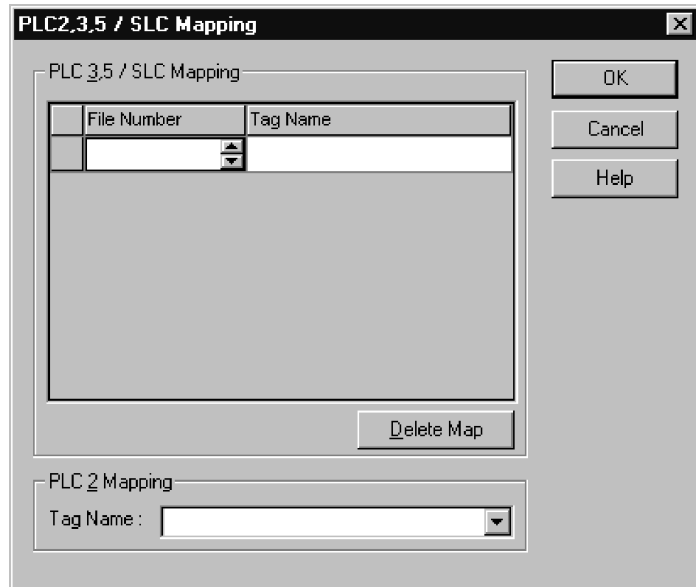 PLC2,3,5 / SLC Mapping
PLC 3,5 / SLC Mapping
File Number Tag Name
Delete Map
PLC 2 Mapping
Tag Name :
OK
Cancel
Help